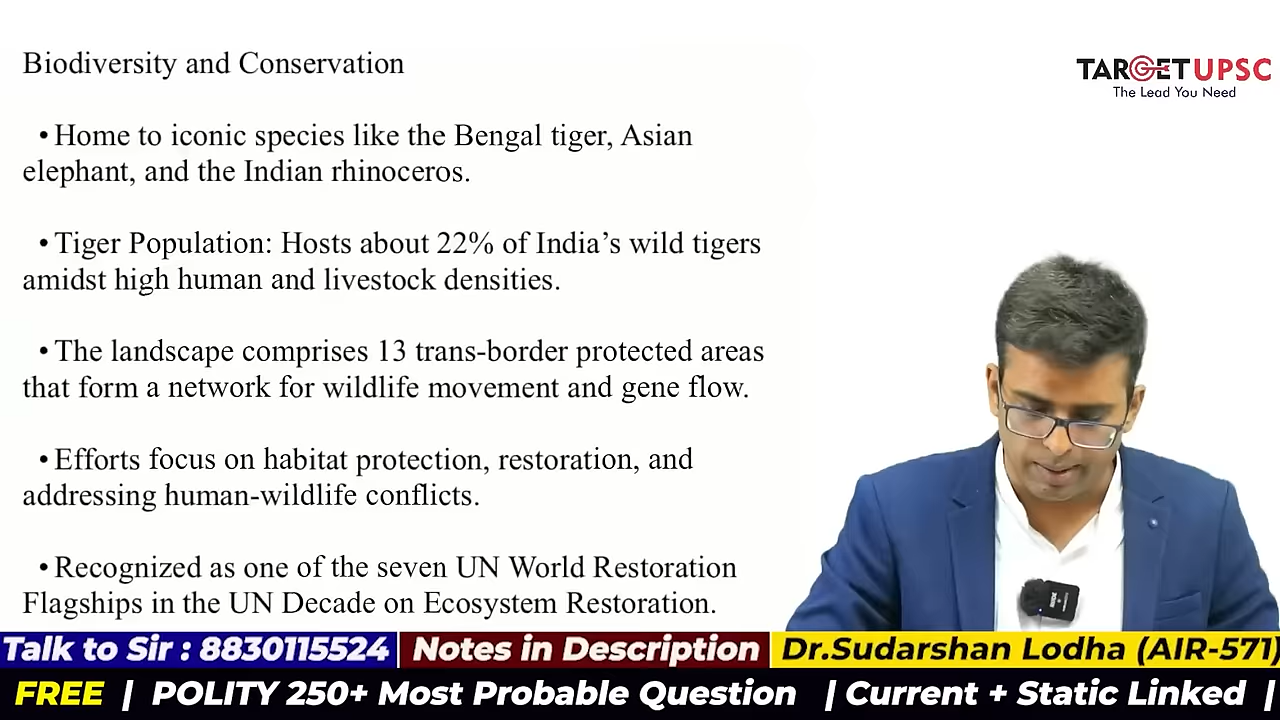 Biodiversity and Conservation
• Home to iconic species like the Bengal tiger, Asian
elephant, and the Indian rhinoceros.
• Tiger Population: Hosts about 22% of India’s wild tigers
amidst high human and livestock densities.
• The landscape comprises 13 trans-border protected areas
that form a network for wildlife movement and gene flow.
• Efforts focus on habitat protection, restoration, and
addressing human-wildlife conflicts.
• Recognized as one of the seven UN World Restoration
Flagships in the UN Decade on Ecosystem Restoration.
TARGETUPSC
The Lead You Need
Talk to Sir : 8830115524
Notes in Description
Dr.Sudarshan Lodha (AIR-571)
FREE | POLITY 250+ Most Probable Question | Current + Static Linked |